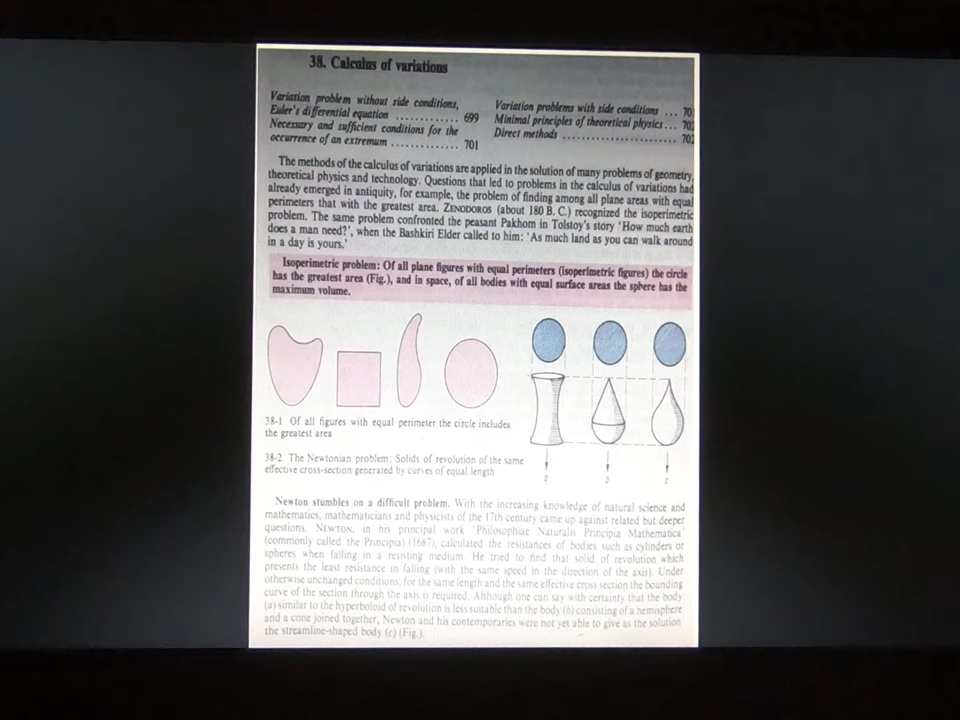 38. Calculus of variations
Variation problem without side conditions,
Euler's differential equation ............. 699
Necessary and sufficient conditions for the
occurrence of an extremum .............. 701
Variation problems with side conditions ... 70
Minimal principles of theoretical physics ... 702
Direct methods ........................ 702
The methods of the calculus of variations are applied in the solution of many problems of geometry,
theoretical physics and technology. Questions that led to problems in the calculus of variations had
already emerged in antiquity, for example, the problem of finding among all plane areas with equal
perimeters that with the greatest area. ZENODOROS (about 180 B. C.) recognized the isoperimetric
problem. The same problem confronted the peasant Pakhom in Tolstoy's story 'How much earth
does a man need?', when the Bashkiri Elder called to him: 'As much land as you can walk around
in a day is yours.'
Isoperimetric problem: Of all plane figures with equal perimeters (isoperimetric figures) the circle
has the greatest area (Fig.), and in space, of all bodies with equal surface areas the sphere has the
maximum volume.
38-1 Of all figures with equal perimeter the circle includes
the greatest area
38-2 The Newtonian problem: Solids of revolution of the same
effective cross-section generated by curves of equal length
a b c
Newton stumbles on a difficult problem. With the increasing knowledge of natural science and
mathematics, mathematicians and physicists of the 17th century came up against related but deeper
questions. NEWTON, in his principal work 'Philosophiae Naturalis Principia Mathematica'
(commonly called the Principia) (1687), calculated the resistances of bodies such as cylinders or
spheres when falling in a resisting medium. He tried to find that solid of revolution which
presents the least resistance in falling (with the same speed in the direction of the axis). Under
otherwise unchanged conditions, for the same length and the same effective cross section the bounding
curve of the section through the axis is required. Although one can say with certainty that the body
(a) similar to the hyperboloid of revolution is less suitable than the body (b) consisting of a hemisphere
and a cone joined together, Newton and his contemporaries were not yet able to give as the solution
the streamline-shaped body (c) (Fig.).